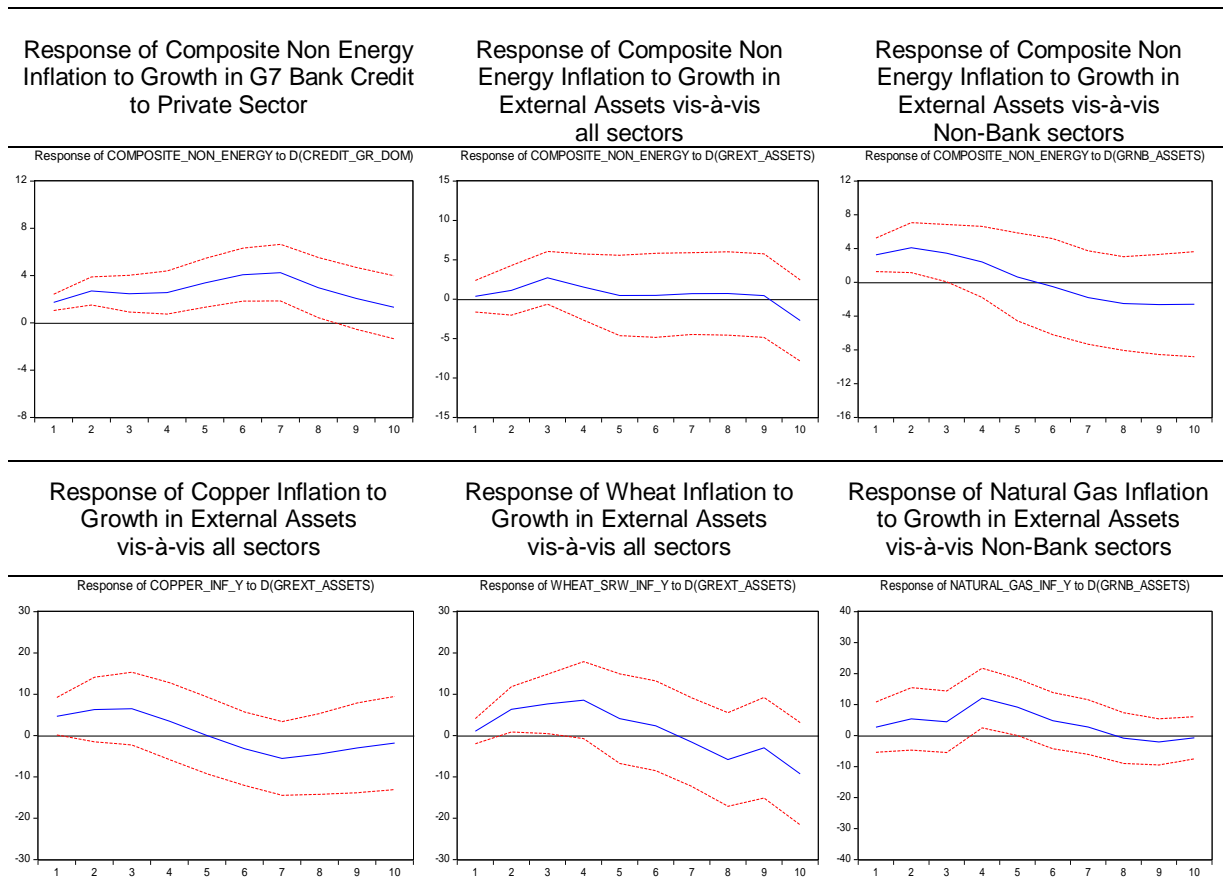 Response of Composite Non Energy
Inflation to Growth in G7 Bank Credit
to Private Sector
Response of Composite Non
Energy Inflation to Growth in
External Assets vis-à-vis
all sectors
Response of Composite Non
Energy Inflation to Growth in
External Assets vis-à-vis
Non-Bank sectors
Response of COMPOSITE_NON_ENERGY to D(CREDIT_GR_DOM)
12
8
4
0
-4
-8
1 2 3 4 5 6 7 8 9 10
Response of COMPOSITE_NON_ENERGY to D(GREXT_ASSETS)
15
10
5
0
-5
-10
-15
1 2 3 4 5 6 7 8 9 10
Response of COMPOSITE_NON_ENERGY to D(GRNB_ASSETS)
12
8
4
0
-4
-8
-12
-16
1 2 3 4 5 6 7 8 9 10
Response of Copper Inflation to
Growth in External Assets
vis-à-vis all sectors
Response of Wheat Inflation to
Growth in External Assets
vis-à-vis all sectors
Response of Natural Gas Inflation
to Growth in External Assets
vis-à-vis Non-Bank sectors
Response of COPPER_INF_Y to D(GREXT_ASSETS)
30
20
10
0
-10
-20
-30
1 2 3 4 5 6 7 8 9 10
Response of WHEAT_SRW_INF_Y to D(GREXT_ASSETS)
30
20
10
0
-10
-20
-30
1 2 3 4 5 6 7 8 9 10
Response of NATURAL_GAS_INF_Y to D(GRNB_ASSETS)
40
30
20
10
0
-10
-20
-30
-40
1 2 3 4 5 6 7 8 9 10